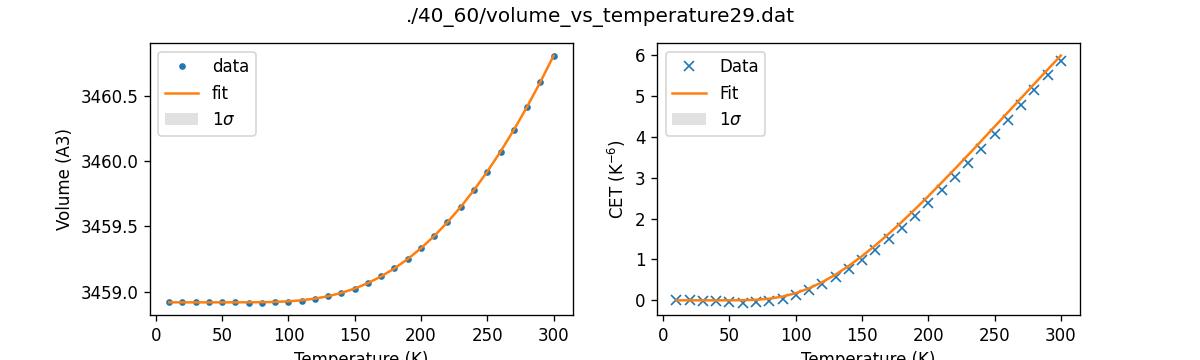 ./40_60/volume_vs_temperature29.dat
data
fit
1σ
Volume (A3)
3460.5
3460.0
3459.5
3459.0
0 50 100 150 200 250 300
Temperature (K)
Data
Fit
1σ
CET (K⁻⁶)
6
5
4
3
2
1
0
0 50 100 150 200 250 300
Temperature (K)